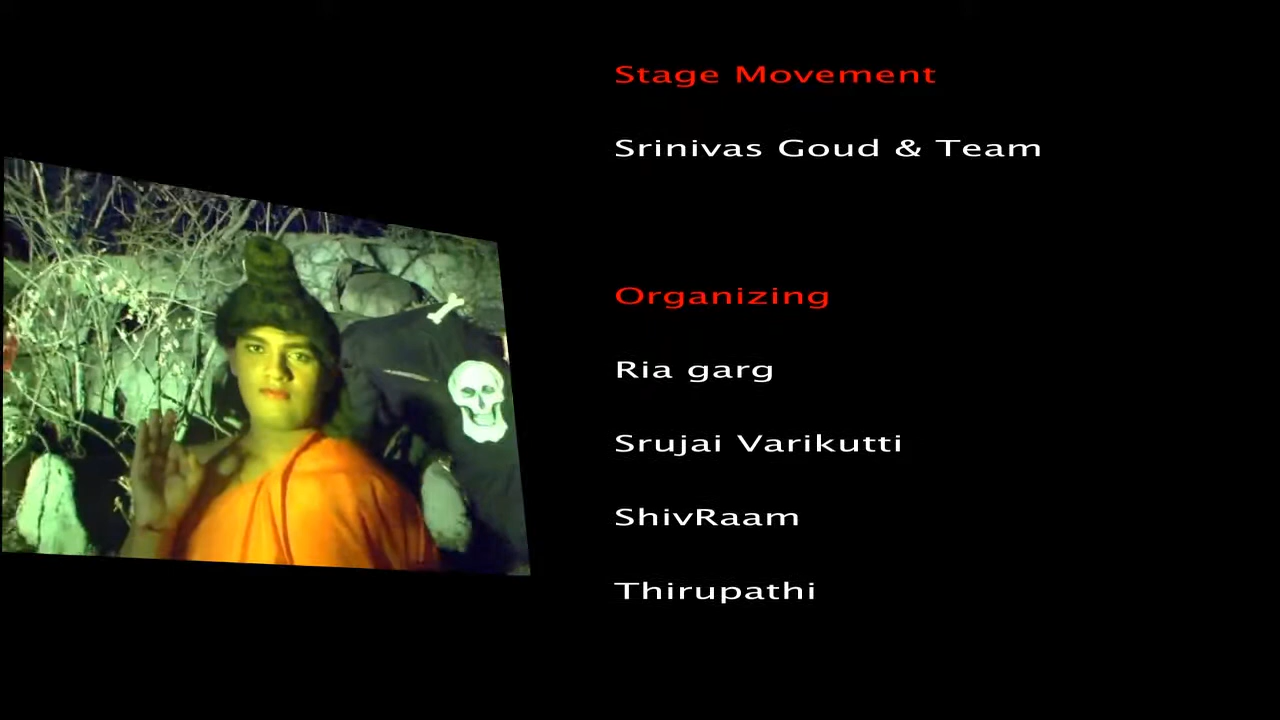 Stage Movement
Srinivas Goud & Team
Organizing
Ria garg
Srujai Varikutti
ShivRaam
Thirupathi